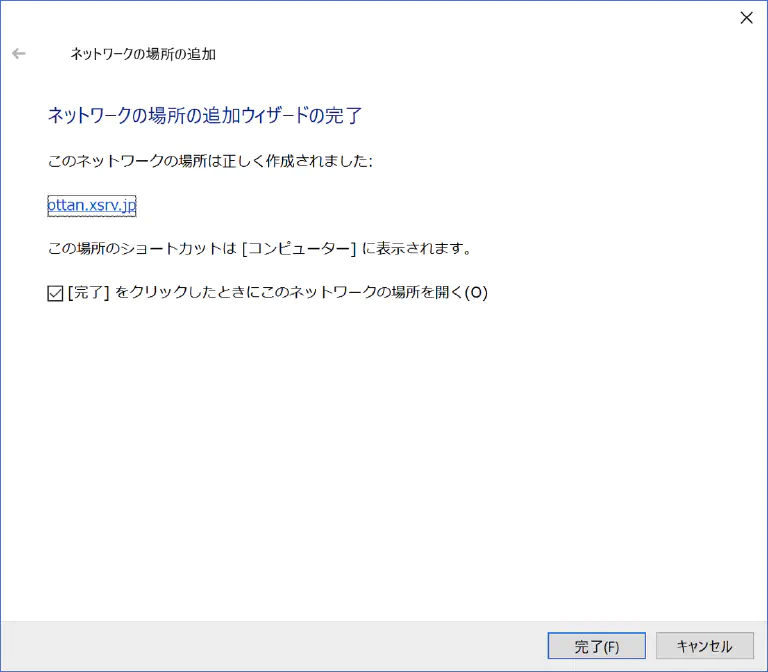 ネットワークの場所の追加
ネットワークの場所の追加ウィザードの完了
このネットワークの場所は正しく作成されました:
ottan.xsrv.jp
この場所のショートカットは [コンピューター] に表示されます。
[完了] をクリックしたときにこのネットワークの場所を開く(O)
完了(F)
キャンセル